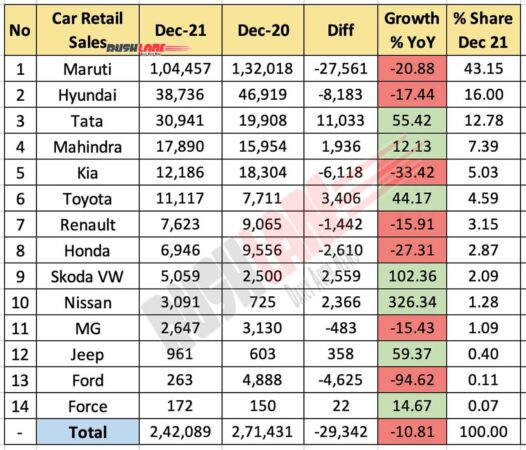 No Car Retail Sales Dec-21 Dec-20 Diff Growth % YoY % Share Dec 21
RUSHLANE
1 Maruti 1,04,457 1,32,018 -27,561 -20.88 43.15
2 Hyundai 38,736 46,919 -8,183 -17.44 16.00
3 Tata 30,941 19,908 11,033 55.42 12.78
4 Mahindra 17,890 15,954 1,936 12.13 7.39
5 Kia 12,186 18,304 -6,118 -33.42 5.03
6 Toyota 11,117 7,711 3,406 44.17 4.59
7 Renault 7,623 9,065 -1,442 -15.91 3.15
8 Honda 6,946 9,556 -2,610 -27.31 2.87
9 Skoda VW 5,059 2,500 2,559 102.36 2.09
10 Nissan 3,091 725 2,366 326.34 1.28
11 MG 2,647 3,130 -483 -15.43 1.09
12 Jeep 961 603 358 59.37 0.40
13 Ford 263 4,888 -4,625 -94.62 0.11
14 Force 172 150 22 14.67 0.07
- Total 2,42,089 2,71,431 -29,342 -10.81 100.00
RUSHLANE